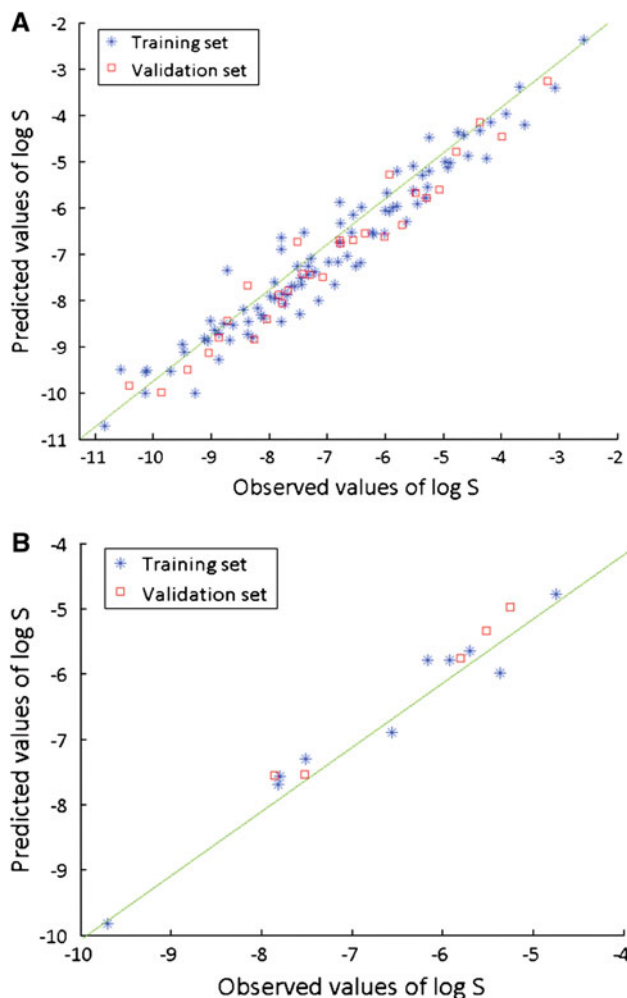 A
Training set
Validation set
Predicted values of log S
-2
-3
-4
-5
-6
-7
-8
-9
-10
-11
-11 -10 -9 -8 -7 -6 -5 -4 -3 -2
Observed values of log S
B
Training set
Validation set
Predicted values of log S
-4
-5
-6
-7
-8
-9
-10
-10 -9 -8 -7 -6 -5 -4
Observed values of log S